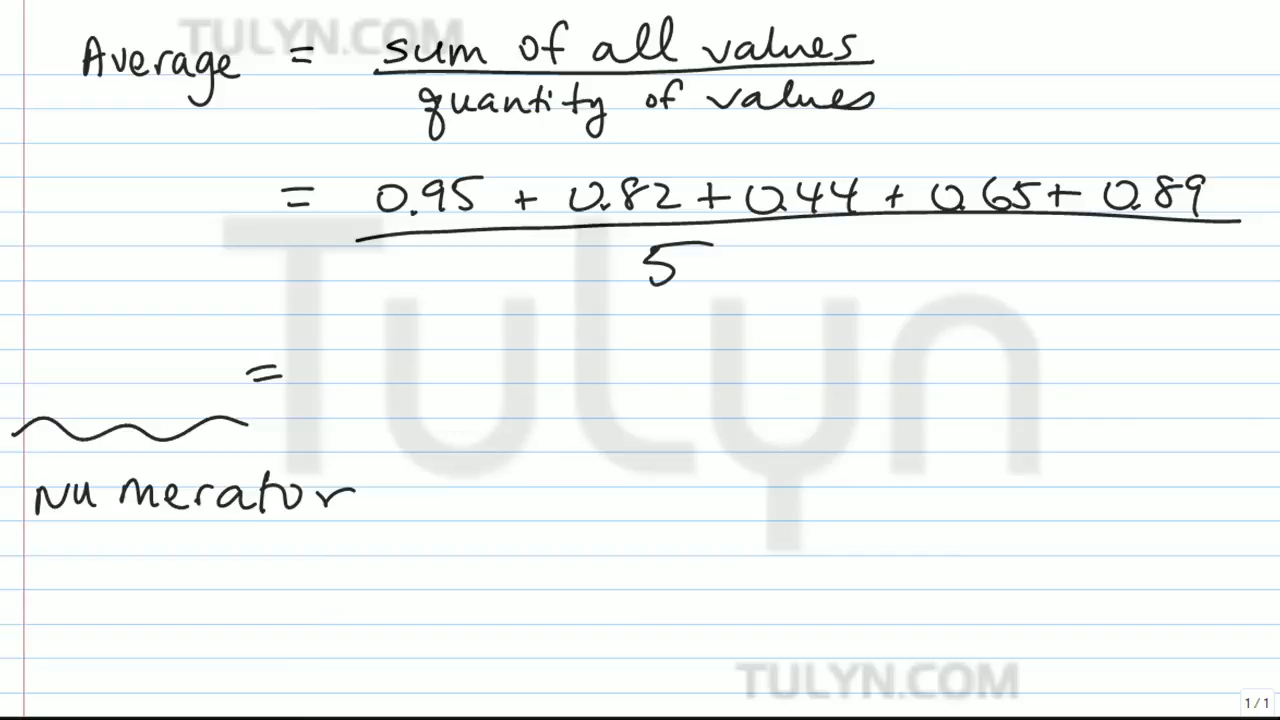 TULYN.COM
Average = sum of all values
quantity of values
= 0.95 + 0.82 + 0.44 + 0.65 + 0.89
5
Tulyn
=
Numerator
TULYN.COM
1/1